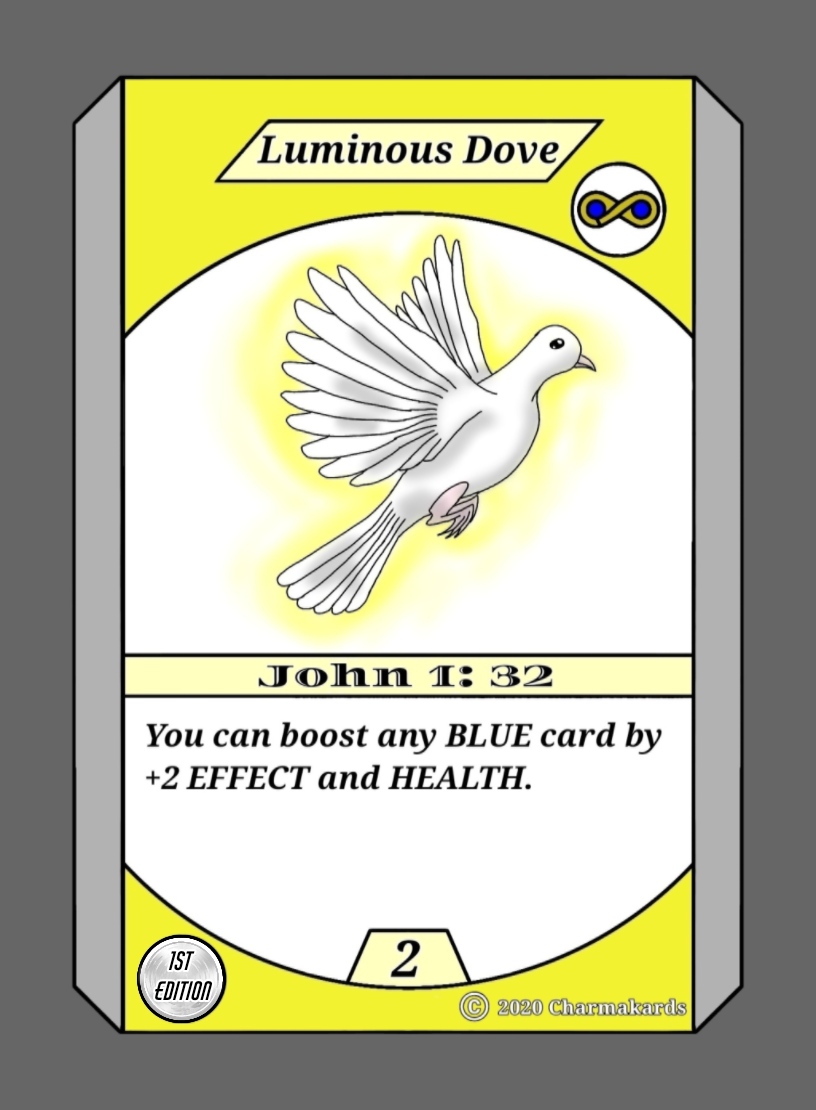 Luminous Dove
John 1: 32
You can boost any BLUE card by
+2 EFFECT and HEALTH.
2
1ST
EDITION
© 2020 Charmakards